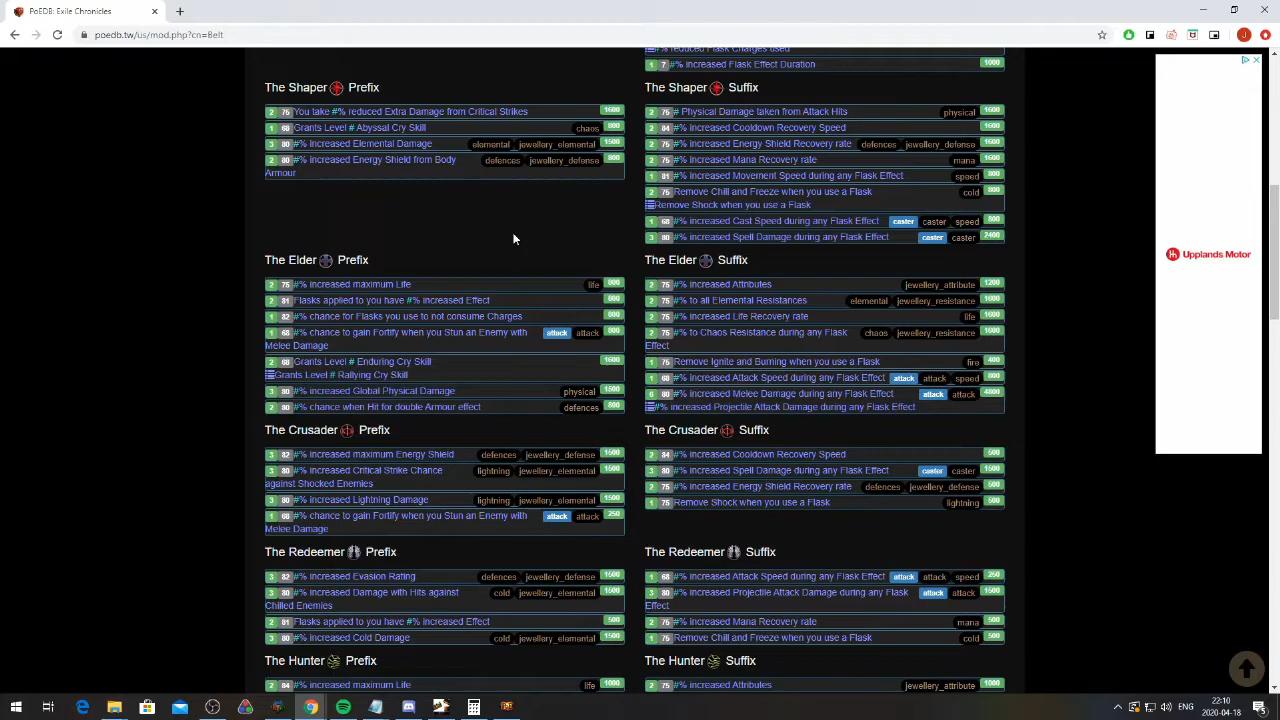 PoEDB: Exile Chronicles
poedb.tw/us/mod.php?cn=Belt
J
#% reduced Flask Charges used
1 7 #% increased Flask Effect Duration 1000
The Shaper Prefix
2 75 You take #% reduced Extra Damage from Critical Strikes 1600
1 68 Grants Level # Abyssal Cry Skill chaos 800
3 80 #% increased Elemental Damage elemental jewellery_elemental 1500
2 80 #% increased Energy Shield from Body defences jewellery_defense 800
Armour
The Shaper Suffix
2 75 # Physical Damage taken from Attack Hits physical 1600
2 84 #% increased Cooldown Recovery Speed 1600
2 75 #% increased Energy Shield Recovery rate defences jewellery_defense 1600
2 75 #% increased Mana Recovery rate mana 1600
1 81 #% increased Movement Speed during any Flask Effect speed 800
2 75 Remove Chill and Freeze when you use a Flask cold 800
Remove Shock when you use a Flask
1 68 #% increased Cast Speed during any Flask Effect caster caster speed 800
3 80 #% increased Spell Damage during any Flask Effect caster caster 2400
The Elder Prefix
2 75 #% increased maximum Life life 800
2 81 Flasks applied to you have #% increased Effect 800
1 82 #% chance for Flasks you use to not consume Charges 800
1 68 #% chance to gain Fortify when you Stun an Enemy with attack attack 800
Melee Damage
2 68 Grants Level # Enduring Cry Skill 1600
Grants Level # Rallying Cry Skill
3 80 #% increased Global Physical Damage physical 1500
2 80 #% chance when Hit for double Armour effect defences 800
The Elder Suffix
2 75 #% increased Attributes jewellery_attribute 1200
2 75 #% to all Elemental Resistances elemental jewellery_resistance 1600
2 75 #% increased Life Recovery rate life 1600
2 75 #% to Chaos Resistance during any Flask chaos jewellery_resistance 1600
Effect
1 75 Remove Ignite and Burning when you use a Flask fire 400
1 68 #% increased Attack Speed during any Flask Effect attack attack speed 800
6 80 #% increased Melee Damage during any Flask Effect attack attack 4800
#% increased Projectile Attack Damage during any Flask Effect
The Crusader Prefix
3 82 #% increased maximum Energy Shield defences jewellery_defense 1500
3 80 #% increased Critical Strike Chance lightning jewellery_elemental 1500
against Shocked Enemies
3 80 #% increased Lightning Damage lightning jewellery_elemental 1500
1 68 #% chance to gain Fortify when you Stun an Enemy with attack attack 250
Melee Damage
The Crusader Suffix
2 84 #% increased Cooldown Recovery Speed 500
3 80 #% increased Spell Damage during any Flask Effect caster caster 1500
2 75 #% increased Energy Shield Recovery rate defences jewellery_defense 500
1 75 Remove Shock when you use a Flask lightning 500
The Redeemer Prefix
3 82 #% increased Evasion Rating defences jewellery_defense 1500
3 80 #% increased Damage with Hits against cold jewellery_elemental 1500
Chilled Enemies
2 81 Flasks applied to you have #% increased Effect 500
3 80 #% increased Cold Damage cold jewellery_elemental 1500
The Redeemer Suffix
1 68 #% increased Attack Speed during any Flask Effect attack attack speed 250
3 80 #% increased Projectile Attack Damage during any Flask attack attack 1500
Effect
2 75 #% increased Mana Recovery rate mana 500
1 75 Remove Chill and Freeze when you use a Flask cold 500
The Hunter Prefix
2 84 #% increased maximum Life life 1000
The Hunter Suffix
2 75 #% increased Attributes jewellery_attribute 1000
Upplands Motor
ENG
22:10
2020-04-18